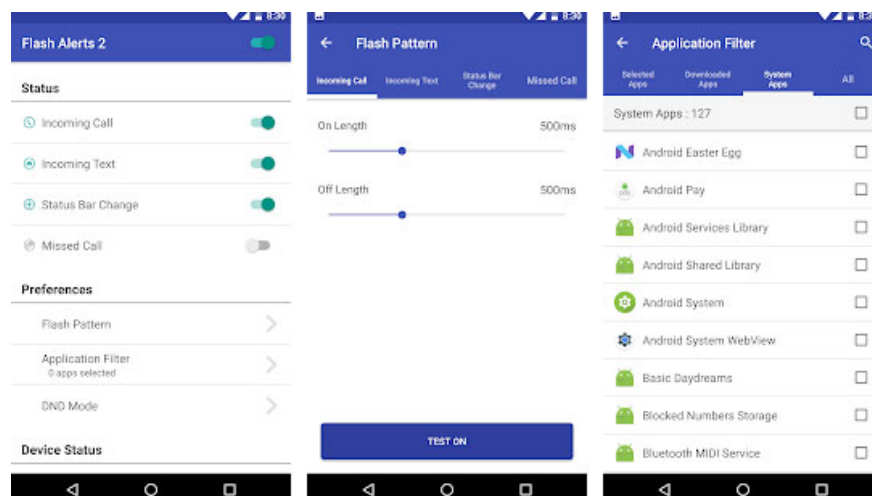 8:30
Flash Alerts 2
Status
Incoming Call
Incoming Text
Status Bar Change
Missed Call
Preferences
Flash Pattern
Application Filter
0 apps selected
DND Mode
Device Status
8:30
Flash Pattern
Incoming Call
Incoming Text
Status Bar
Change
Missed Call
On Length
500ms
Off Length
500ms
TEST ON
8:30
Application Filter
Selected
Apps
Downloaded
Apps
System
Apps
All
System Apps : 127
Android Easter Egg
Android Pay
Android Services Library
Android Shared Library
Android System
Android System WebView
Basic Daydreams
Blocked Numbers Storage
Bluetooth MIDI Service